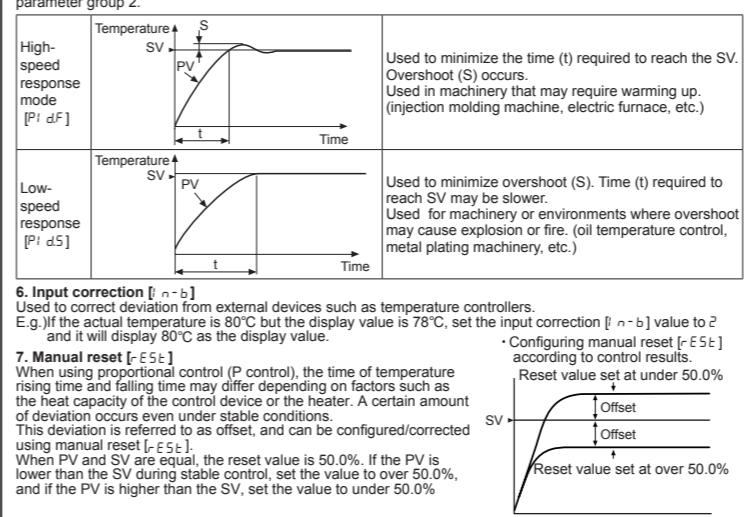 parameter group 2.
High-
speed
response
mode
[PI d.F]
Temperature
SV
S
PV
t
Time
Used to minimize the time (t) required to reach the SV.
Overshoot (S) occurs.
Used in machinery that may require warming up.
(injection molding machine, electric furnace, etc.)
Low-
speed
response
[PI d.S]
Temperature
SV
PV
t
Time
Used to minimize overshoot (S). Time (t) required to
reach SV may be slower.
Used for machinery or environments where overshoot
may cause explosion or fire. (oil temperature control,
metal plating machinery, etc.)
6. Input correction [I n-b]
Used to correct deviation from external devices such as temperature controllers.
E.g.)If the actual temperature is 80°C but the display value is 78°C, set the input correction [I n-b] value to 2
and it will display 80°C as the display value.
7. Manual reset [rESt]
When using proportional control (P control), the time of temperature
rising time and falling time may differ depending on factors such as
the heat capacity of the control device or the heater. A certain amount
of deviation occurs even under stable conditions.
This deviation is referred to as offset, and can be configured/corrected
using manual reset [rESt].
When PV and SV are equal, the reset value is 50.0%. If the PV is
lower than the SV during stable control, set the value to over 50.0%,
and if the PV is higher than the SV, set the value to under 50.0%
· Configuring manual reset [rESt]
according to control results.
Reset value set at under 50.0%
Offset
SV
Offset
Reset value set at over 50.0%